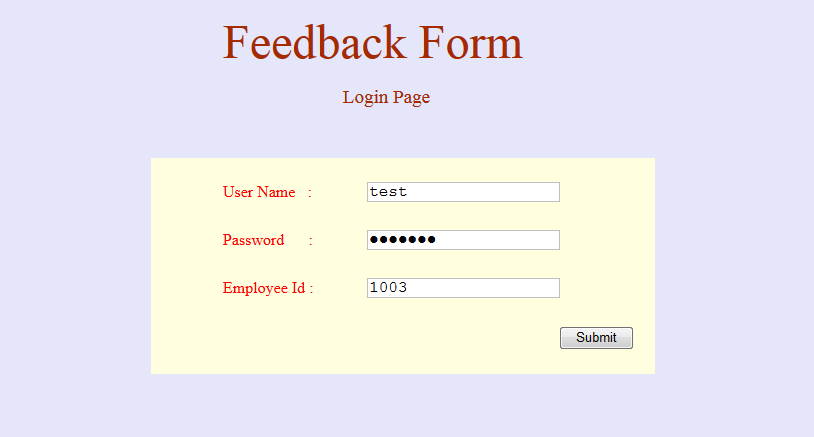 Feedback Form
Login Page
User Name : test
Password : ●●●●●●●
Employee Id : 1003
Submit